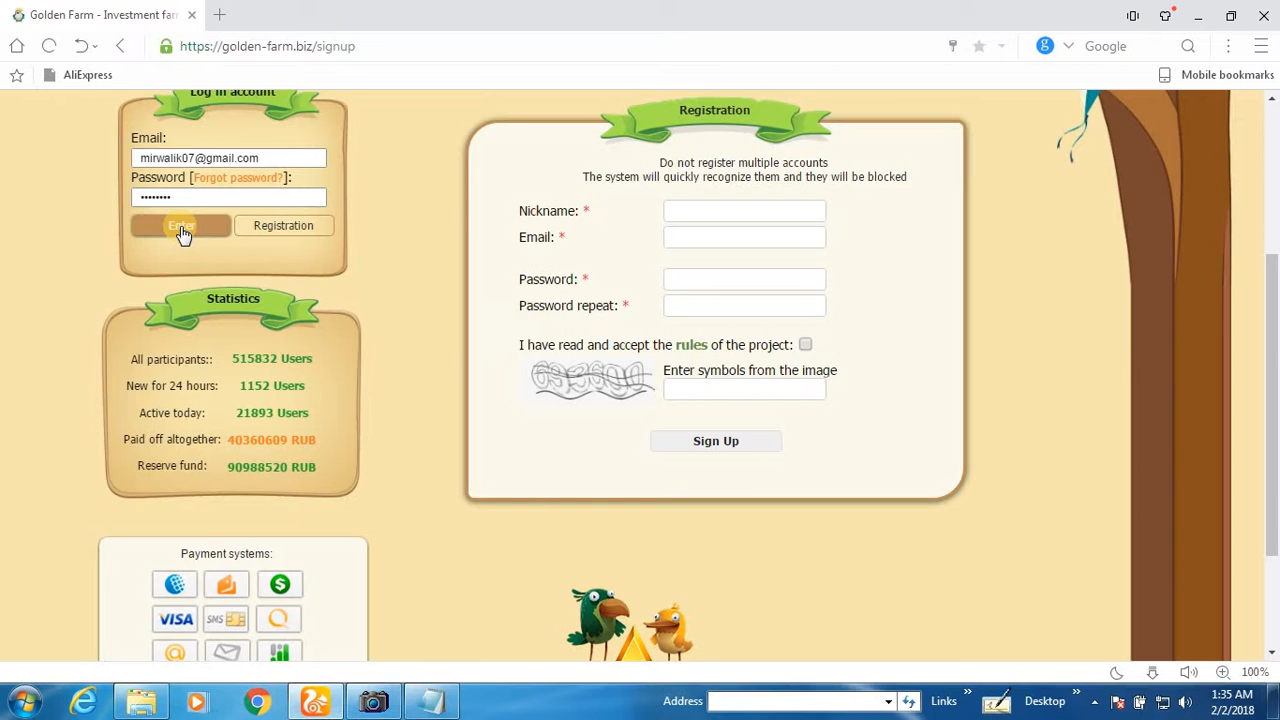 Golden Farm - Investment farm
https://golden-farm.biz/signup
Google
AliExpress
Mobile bookmarks
Log in account
Email:
mirwalik07@gmail.com
Password [Forgot password?]:
••••••••
Enter
Registration
Statistics
All participants:: 515832 Users
New for 24 hours: 1152 Users
Active today: 21893 Users
Paid off altogether: 40360609 RUB
Reserve fund: 90988520 RUB
Payment systems:
VISA
SMS
Registration
Do not register multiple accounts
The system will quickly recognize them and they will be blocked
Nickname: *
Email: *
Password: *
Password repeat: *
I have read and accept the rules of the project:
Enter symbols from the image
Sign Up
100%
Address
Links
Desktop
1:35 AM
2/2/2018